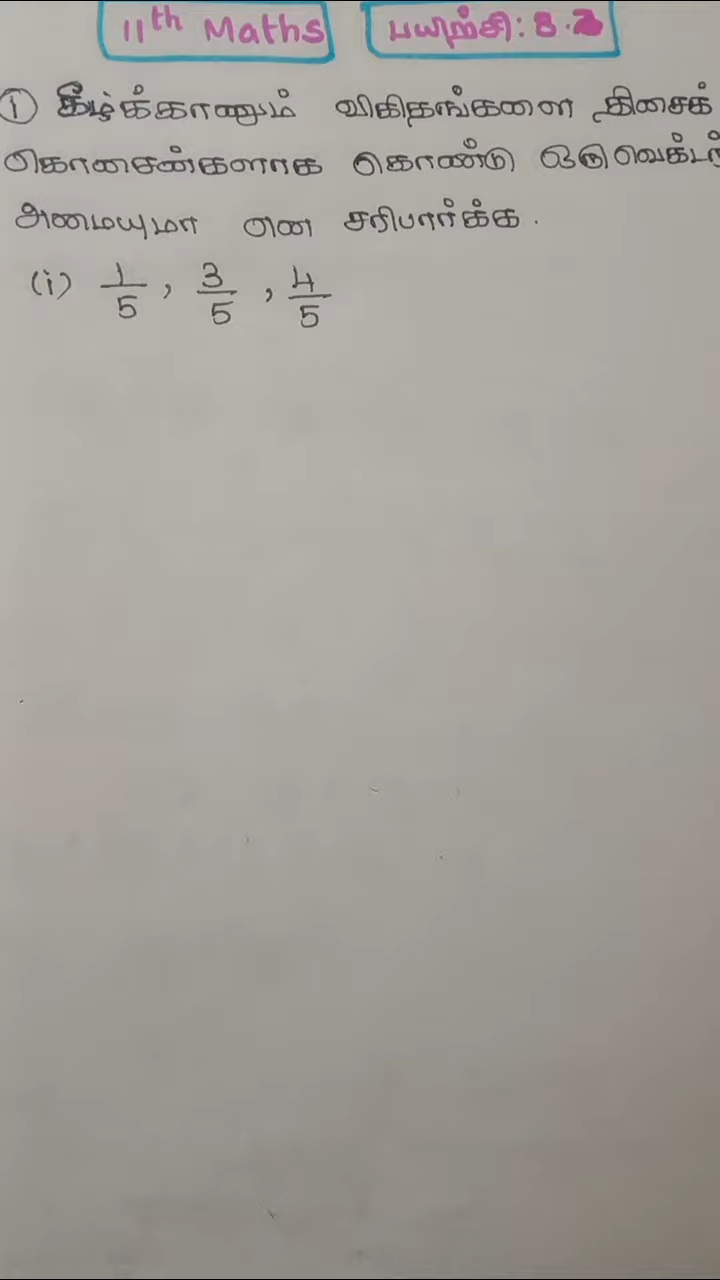 11th Maths பயிற்சி: 8.2
① கீழ்க்காணும் விகிதங்களை திசைக்
கொசைன்களாக கொண்டு ஒரு வெக்டர்
அமையுமா என சரிபார்க்க.
(i) 1/5, 3/5, 4/5